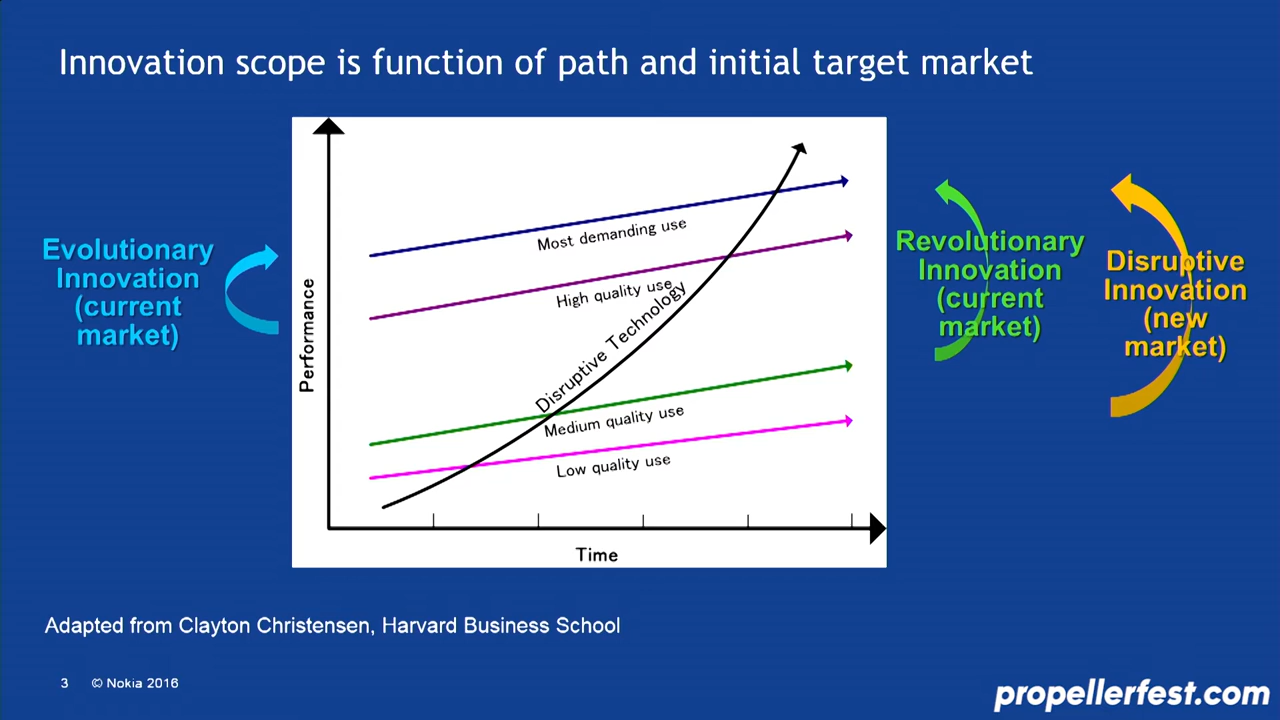 Innovation scope is function of path and initial target market
Evolutionary
Innovation
(current
market)
Performance
Most demanding use
High quality use
Disruptive Technology
Medium quality use
Low quality use
Time
Revolutionary
Innovation
(current
market)
Disruptive
Innovation
(new
market)
Adapted from Clayton Christensen, Harvard Business School
3 © Nokia 2016
propellerfest.com